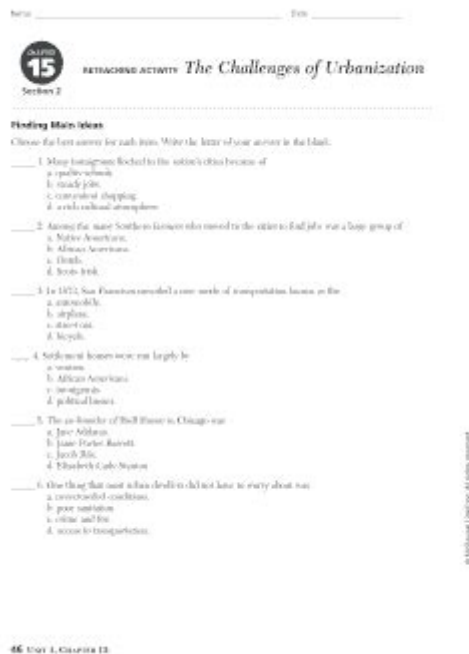 Name Date
CHAPTER
15
Section 2
RETEACHING ACTIVITY The Challenges of Urbanization
Finding Main Ideas
Choose the best answer for each item. Write the letter of your answer in the blank.
1. Many immigrants flocked to the nation's cities because of
a. quality schools.
b. steady jobs.
c. convenient shopping.
d. a rich cultural atmosphere.
2. Among the many Southern farmers who moved to the cities to find jobs was a large group of
a. Native Americans.
b. African Americans.
c.
d. Scots-Irish.
3. In 1873, San Francisco unveiled a new mode of transportation known as the
a. automobile.
b. airplane.
c. street car.
d. bicycle.
4. Settlement houses were run largely by
a. women.
b. African Americans.
c. immigrants.
d. political bosses.
5. The co-founder of Hull House in Chicago was
a. Jane Addams.
b. Janie Porter Barrett.
c. Jacob Riis.
d. Elizabeth Cady Stanton.
6. One thing that most urban dwellers did not have to worry about was
a. overcrowded conditions.
b. poor sanitation.
c. crime and fire.
d. access to transportation.
© McDougal Littell Inc. All rights reserved.
46 UNIT 4, CHAPTER 15